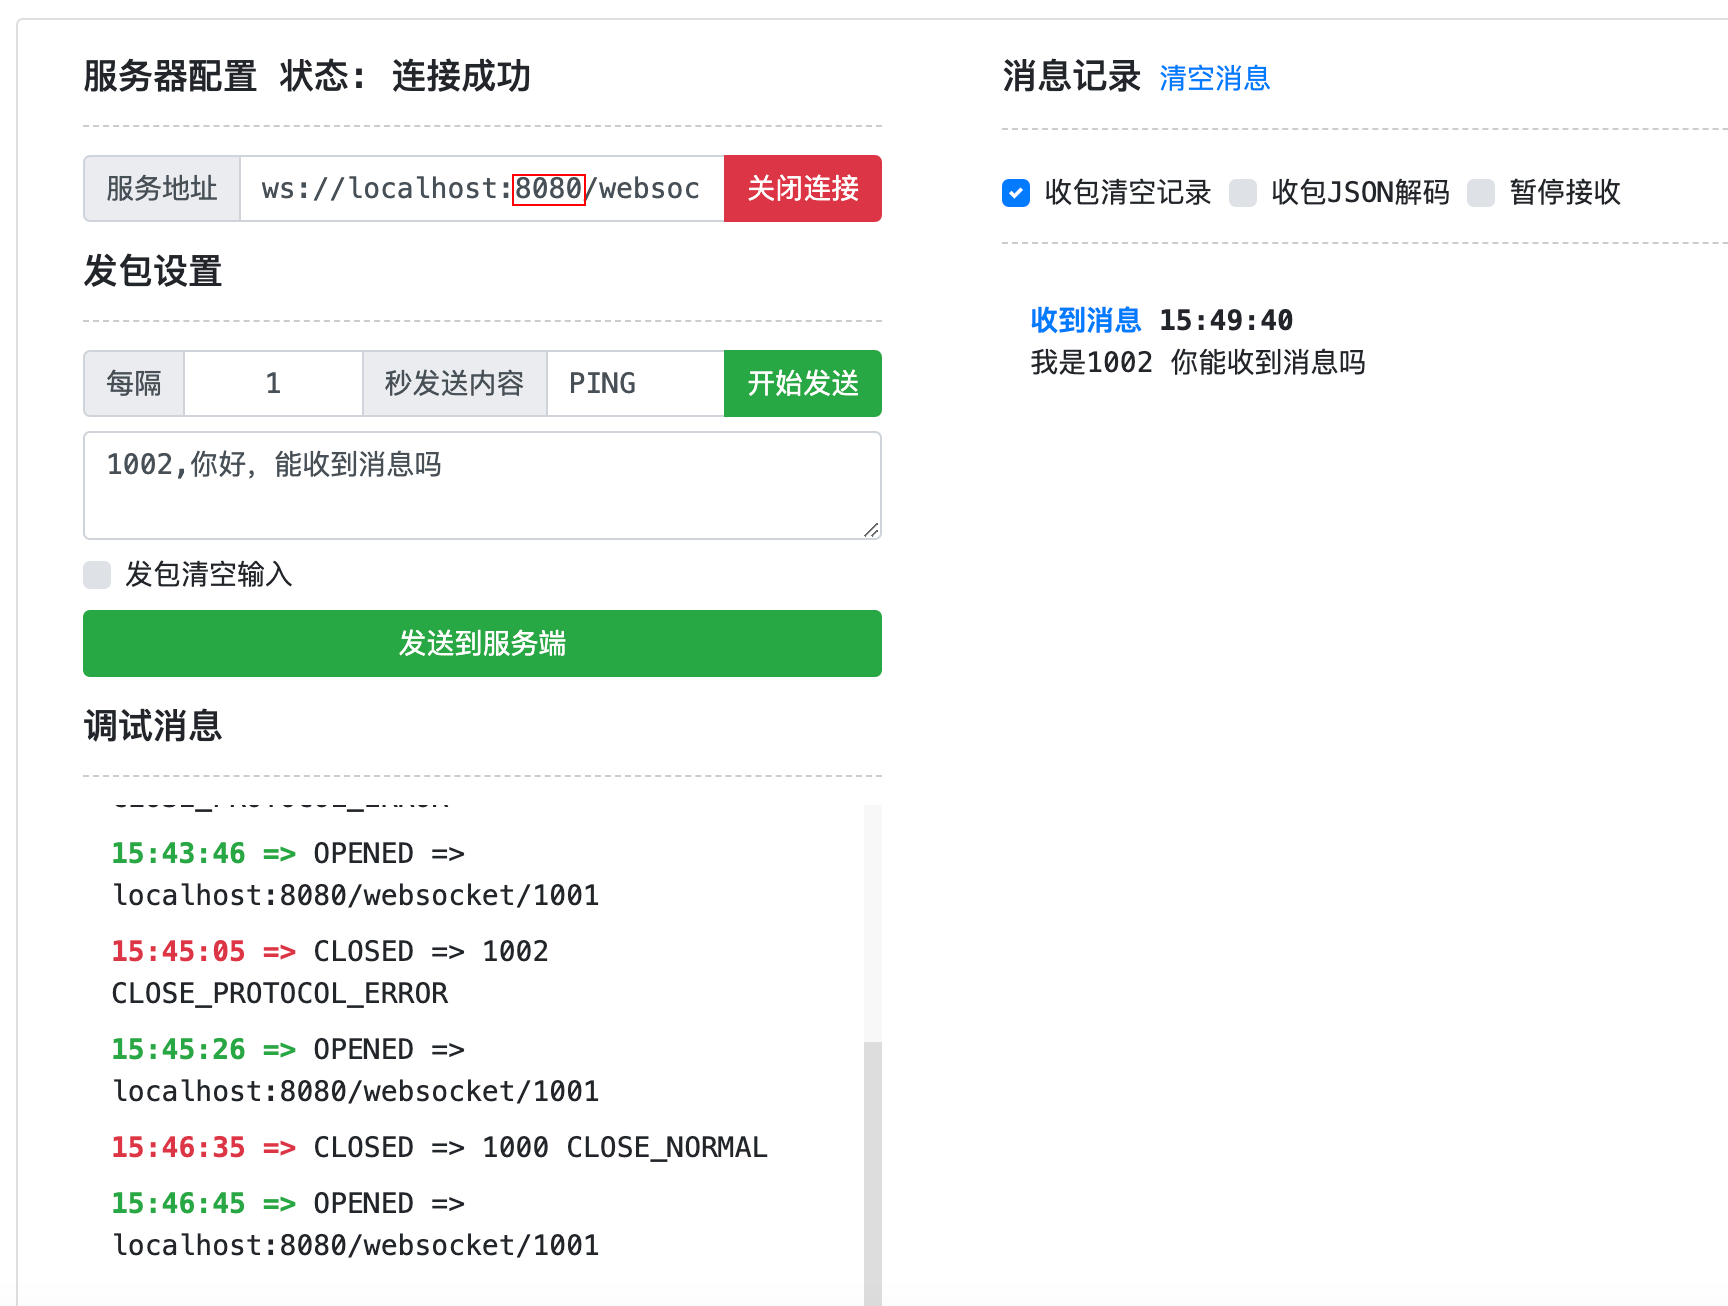 服务器配置 状态: 连接成功
服务地址 ws://localhost:8080/websoc 关闭连接
发包设置
每隔 1 秒发送内容 PING 开始发送
1002,你好，能收到消息吗
发包清空输入
发送到服务端
调试消息
CLOSE_PROTOCOL_ERROR
15:43:46 => OPENED =>
localhost:8080/websocket/1001
15:45:05 => CLOSED => 1002
CLOSE_PROTOCOL_ERROR
15:45:26 => OPENED =>
localhost:8080/websocket/1001
15:46:35 => CLOSED => 1000 CLOSE_NORMAL
15:46:45 => OPENED =>
localhost:8080/websocket/1001
消息记录 清空消息
收包清空记录 收包JSON解码 暂停接收
收到消息 15:49:40
我是1002 你能收到消息吗